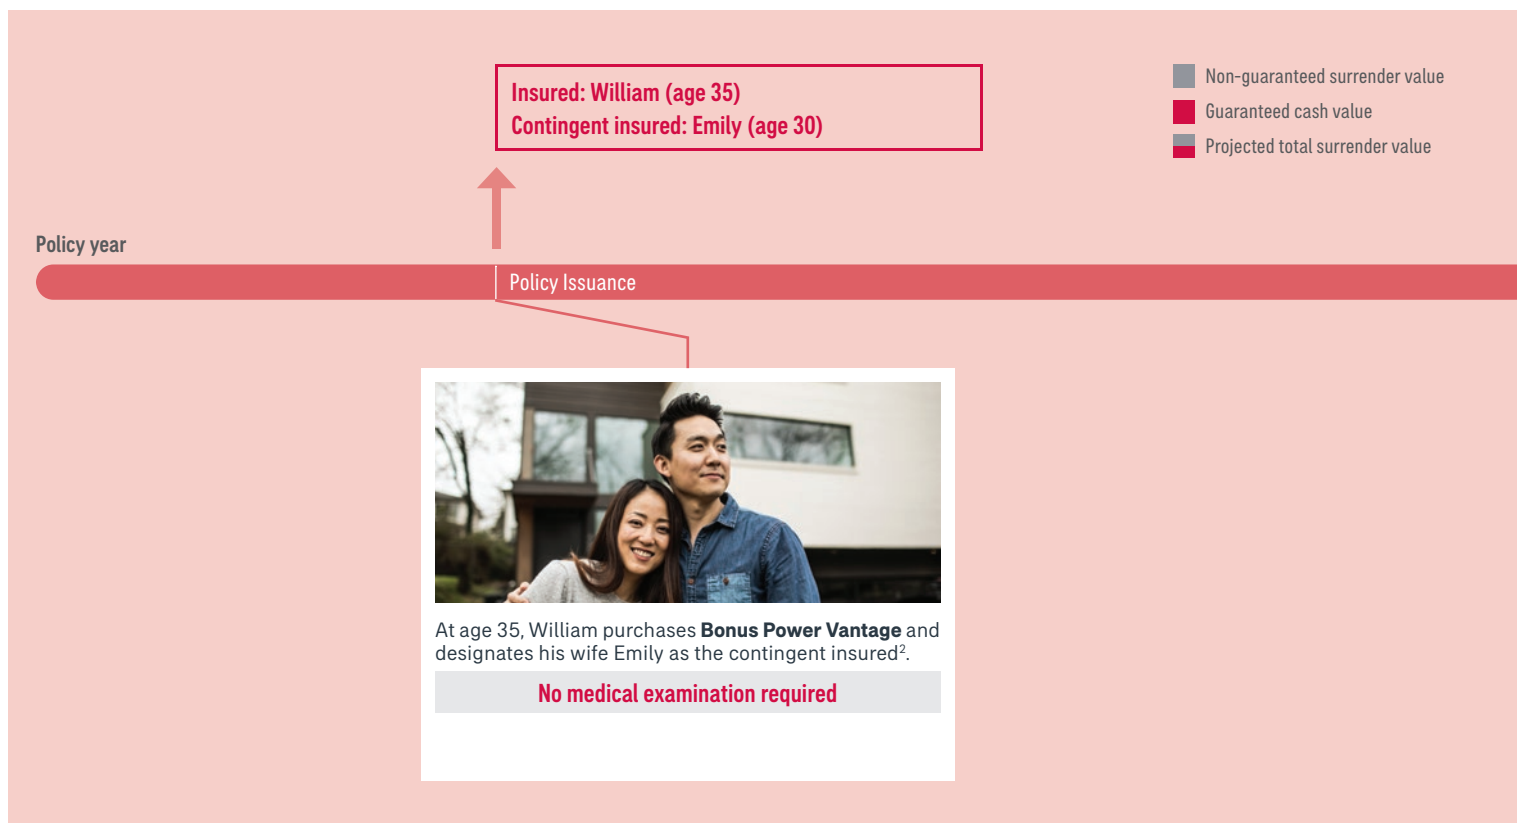 Insured: William (age 35)
Contingent insured: Emily (age 30)
Non-guaranteed surrender value
Guaranteed cash value
Projected total surrender value
Policy year
Policy Issuance
At age 35, William purchases Bonus Power Vantage and
designates his wife Emily as the contingent insured².
No medical examination required